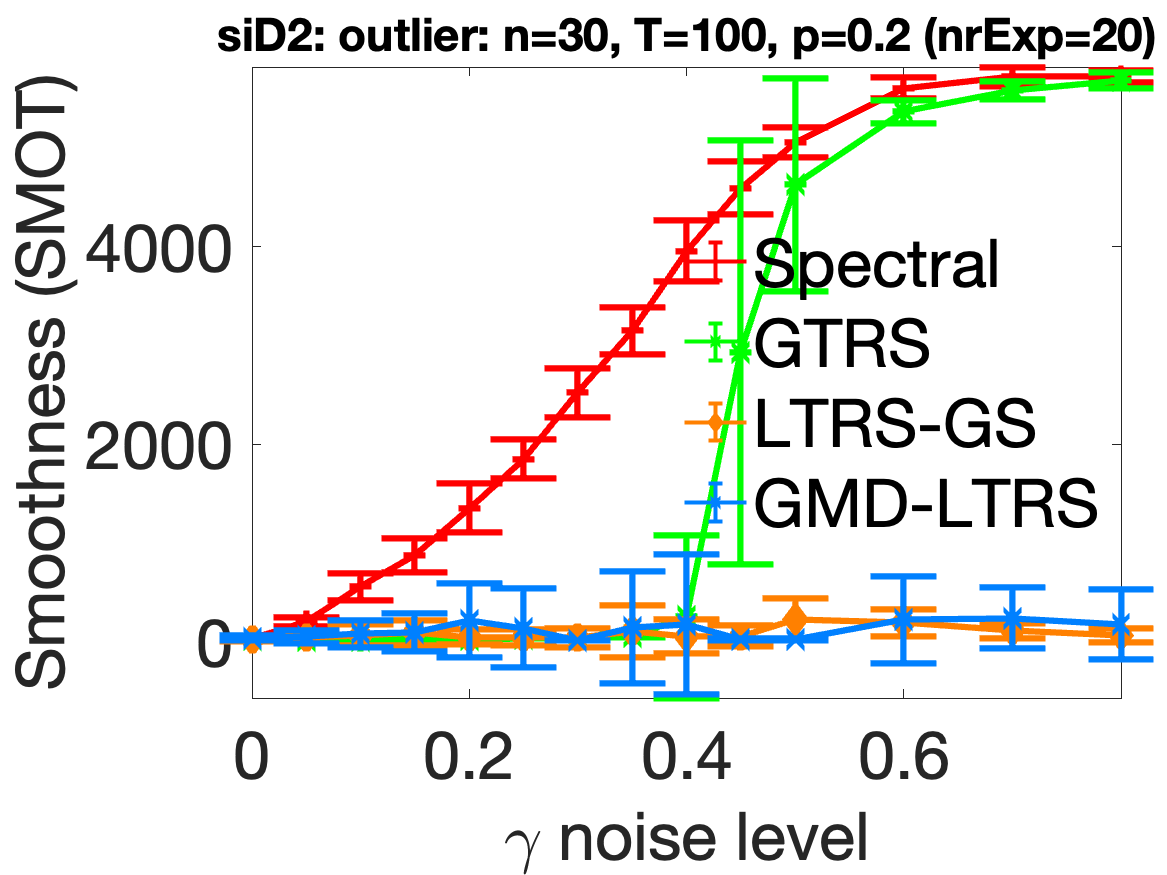 siD2: outlier: n=30, T=100, p=0.2 (nrExp=20)
Smoothness (SMOT)
4000
2000
0
Spectral
GTRS
LTRS-GS
GMD-LTRS
0 0.2 0.4 0.6
γ noise level